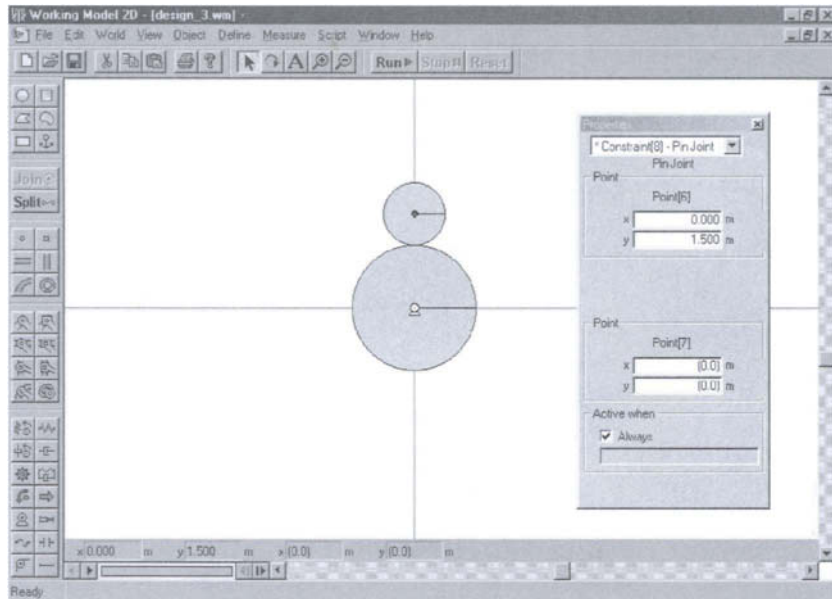 Working Model 2D - [design_3.wm] -
File Edit World View Object Define Measure Script Window Help
A Run Stop Reset
Join
Split
Properties
* Constraint[8] - Pin Joint
Pin Joint
Point
Point[6]
x 0.000 m
y 1.500 m
Point
Point[7]
x (0.0) m
y (0.0) m
Active when
Always
x 0.000 m y 1.500 m x (0.0) m y (0.0) m
Ready